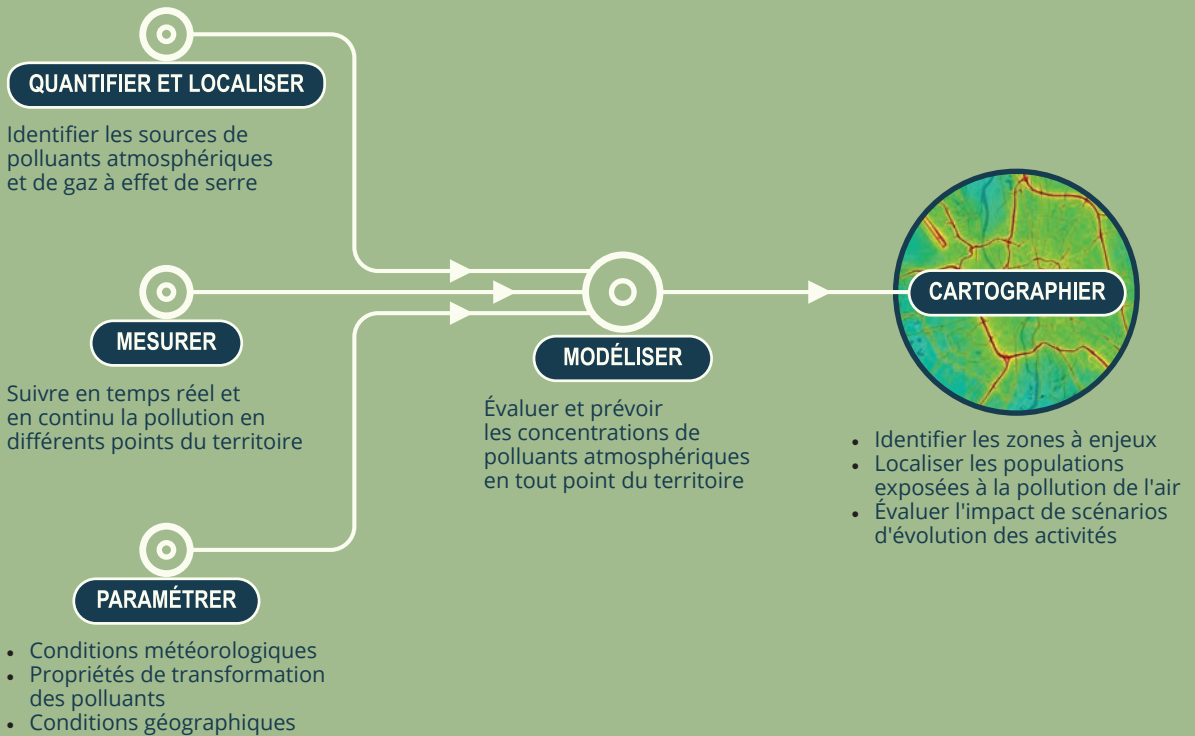 QUANTIFIER ET LOCALISER
Identifier les sources de
polluants atmosphériques
et de gaz à effet de serre
MESURER
Suivre en temps réel et
en continu la pollution en
différents points du territoire
PARAMÉTRER
• Conditions météorologiques
• Propriétés de transformation
des polluants
• Conditions géographiques
MODÉLISER
Évaluer et prévoir
les concentrations de
polluants atmosphériques
en tout point du territoire
CARTOGRAPHIER
• Identifier les zones à enjeux
• Localiser les populations
exposées à la pollution de l'air
• Évaluer l'impact de scénarios
d'évolution des activités